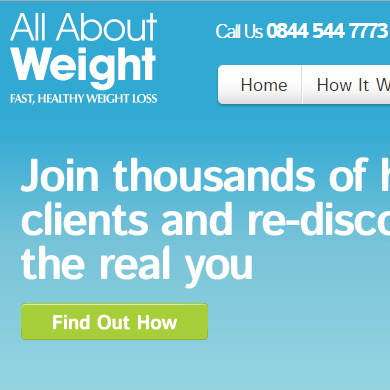 All About
Weight
FAST, HEALTHY WEIGHT LOSS
Call Us 0844 544 7773
Home
How It W
Join thousands of h
clients and re-disco
the real you
Find Out How